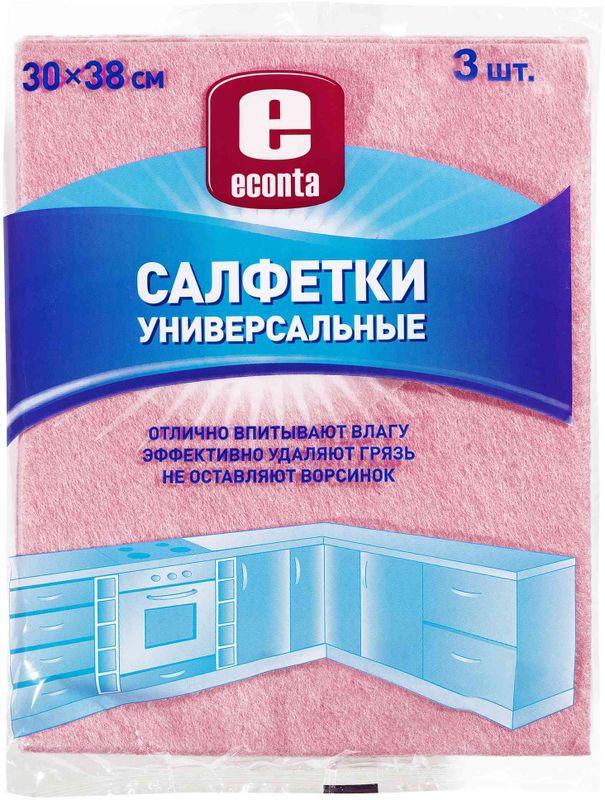 30×38 см
3 шт.
e
econta
САЛФЕТКИ
УНИВЕРСАЛЬНЫЕ
ОТЛИЧНО ВПИТЫВАЮТ ВЛАГУ
ЭФФЕКТИВНО УДАЛЯЮТ ГРЯЗЬ
НЕ ОСТАВЛЯЮТ ВОРСИНОК